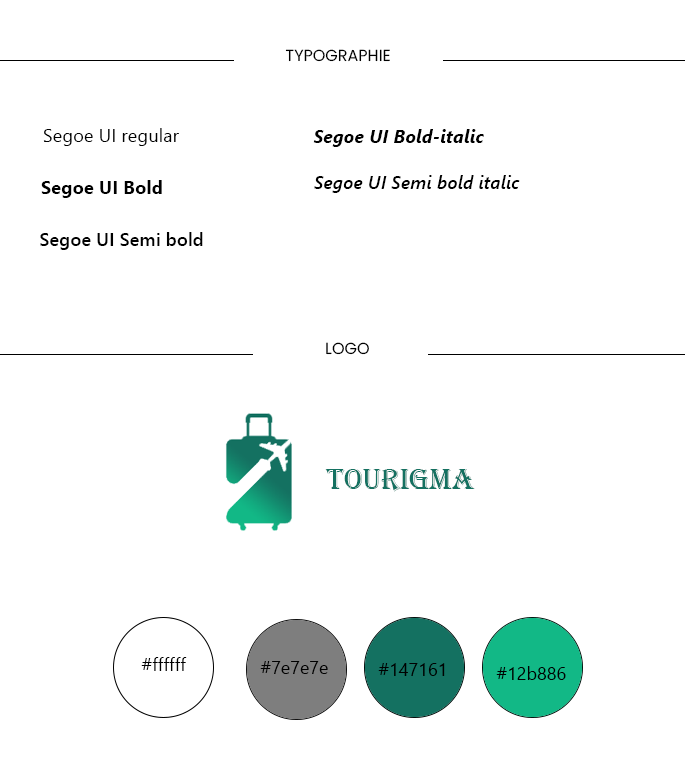 TYPOGRAPHIE
Segoe UI regular
Segoe UI Bold
Segoe UI Semi bold
Segoe UI Bold-italic
Segoe UI Semi bold italic
LOGO
TOURIGMA
#ffffff
#7e7e7e
#147161
#12b886